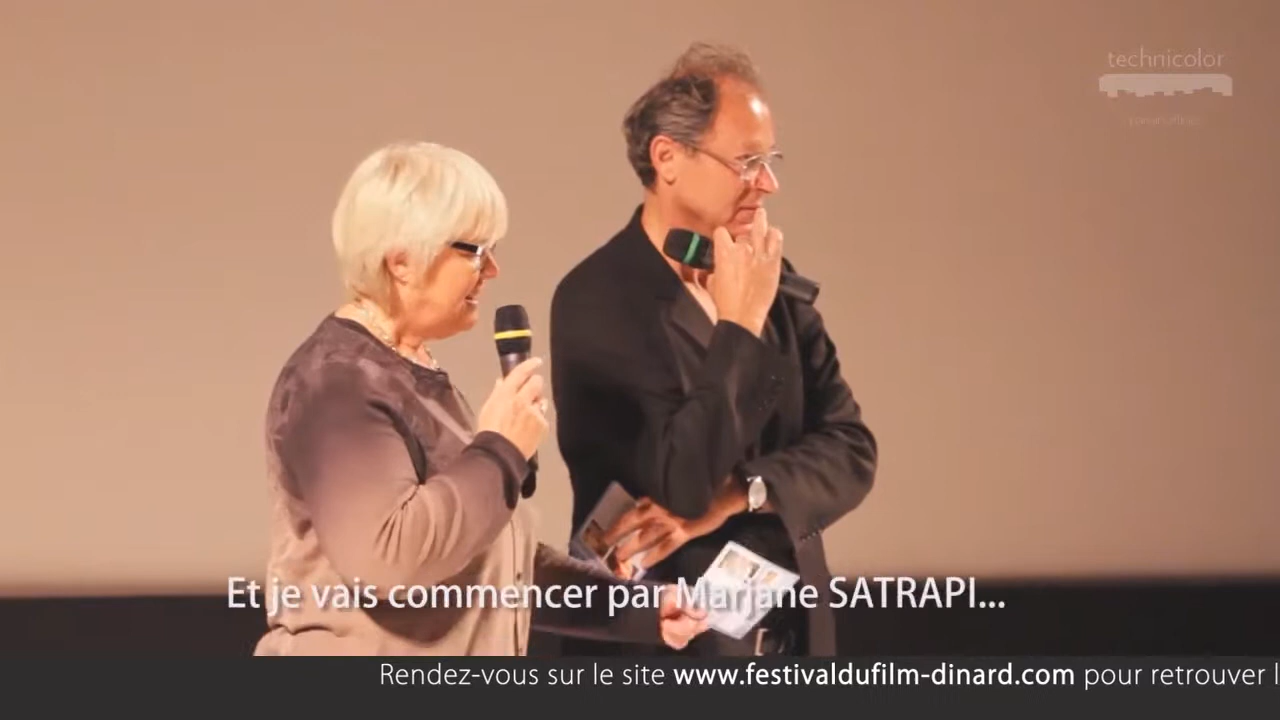 technicolor
Et je vais commencer par Marjane SATRAPI...
Rendez-vous sur le site www.festivaldufilm-dinard.com pour retrouver l